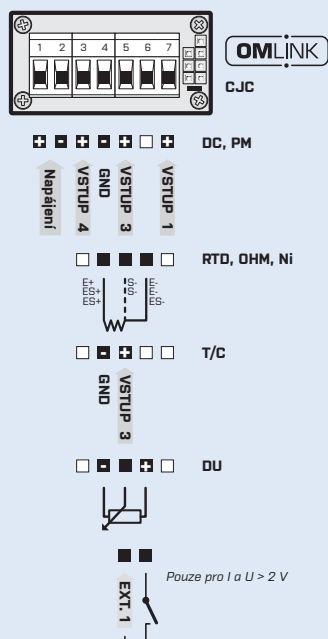 1 2 3 4 5 6 7
OMLINK
CJC
DC, PM
Napájení
VSTUP 4
GND
VSTUP 3
VSTUP 1
RTD, OHM, Ni
E+ S- E-
ES+ S- E-
ES+ ES-
T/C
GND
VSTUP 3
DU
Pouze pro I a U > 2 V
EXT. 1